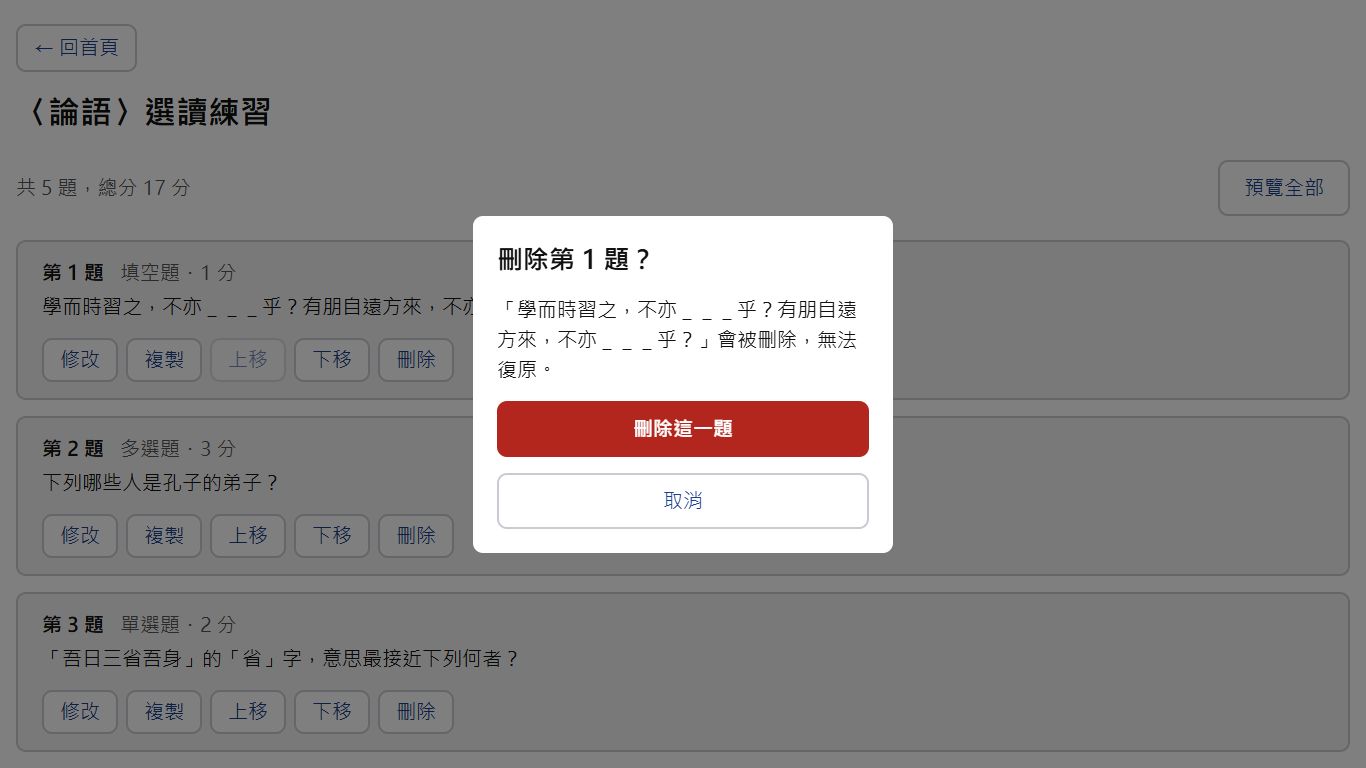 ← 回首頁
〈論語〉選讀練習
共 5 題，總分 17 分
預覽全部
第 1 題 填空題 · 1 分
學而時習之，不亦＿＿＿乎？有朋自遠方來，不亦
修改 複製 上移 下移 刪除
第 2 題 多選題 · 3 分
下列哪些人是孔子的弟子？
修改 複製 上移 下移 刪除
第 3 題 單選題 · 2 分
「吾日三省吾身」的「省」字，意思最接近下列何者？
修改 複製 上移 下移 刪除
刪除第 1 題？
「學而時習之，不亦＿＿＿乎？有朋自遠
方來，不亦＿＿＿乎？」會被刪除，無法
復原。
刪除這一題
取消